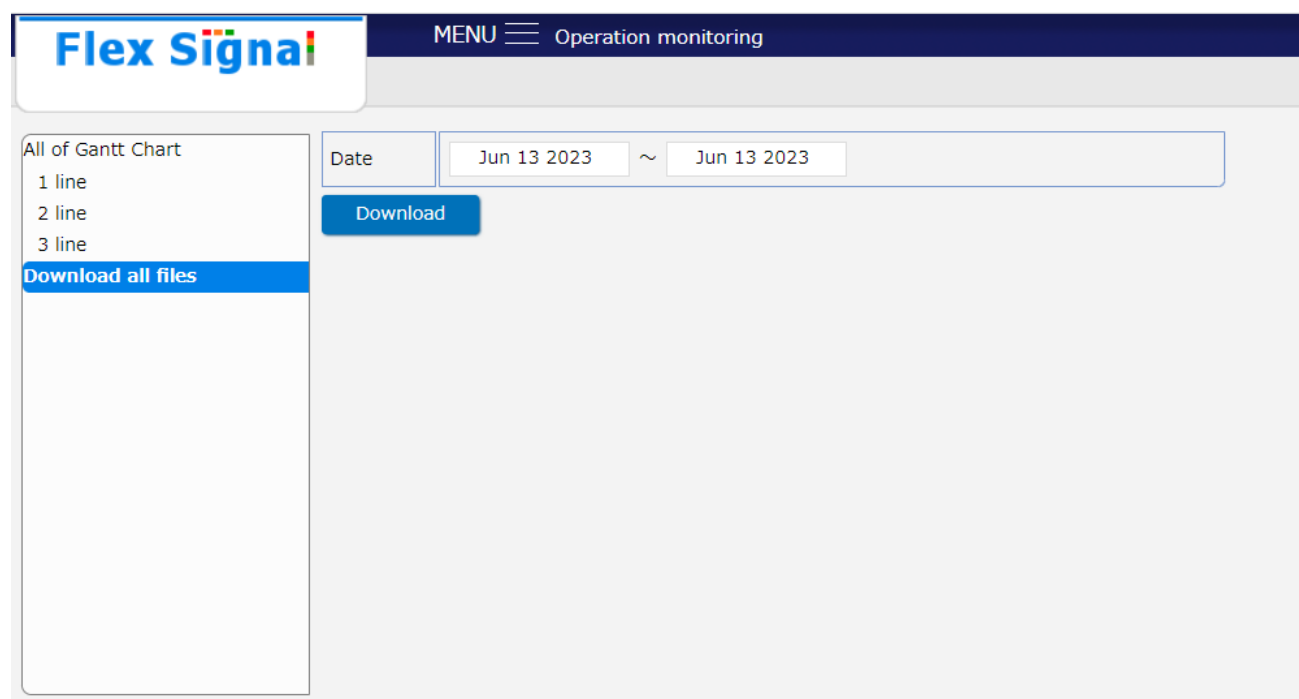 Flex Signal
MENU Operation monitoring
All of Gantt Chart
1 line
2 line
3 line
Download all files
Date Jun 13 2023 ～ Jun 13 2023
Download